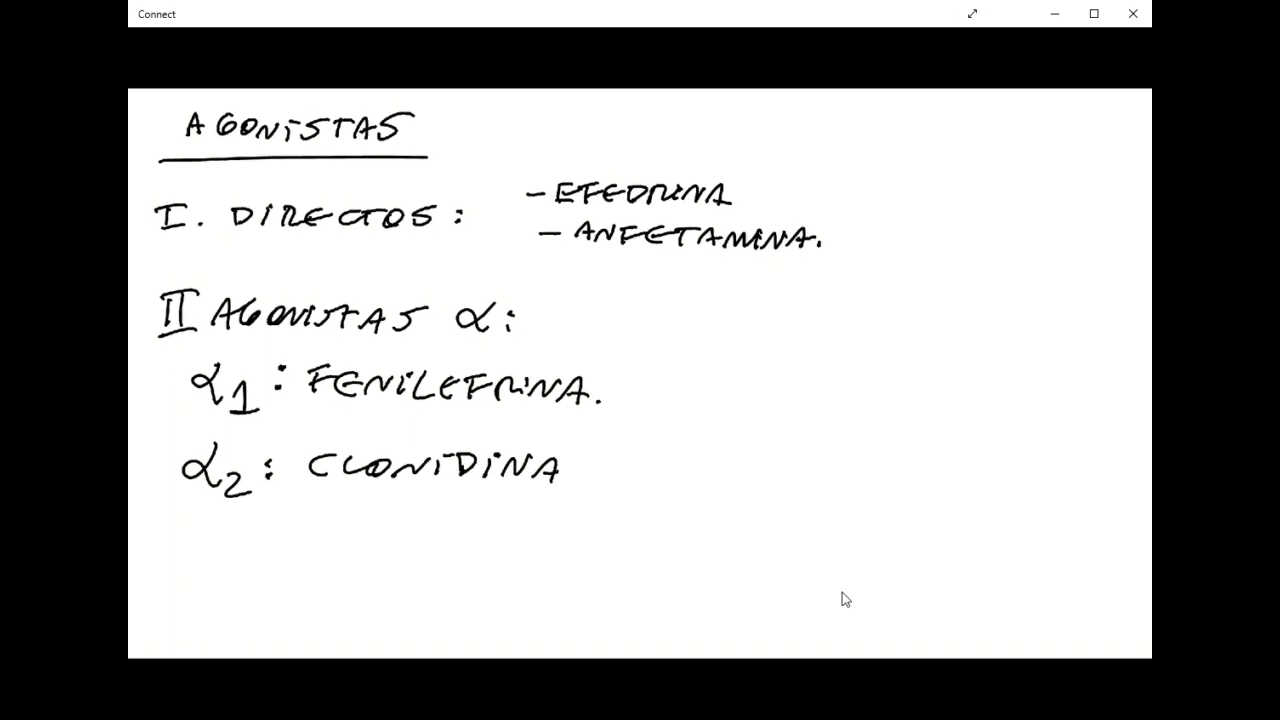 Connect
AGONISTAS
I. DIRECTOS:
- EFEDRINA
- ANFETAMINA.
II AGONISTAS α:
α1: FENILEFRINA.
α2: CLONIDINA